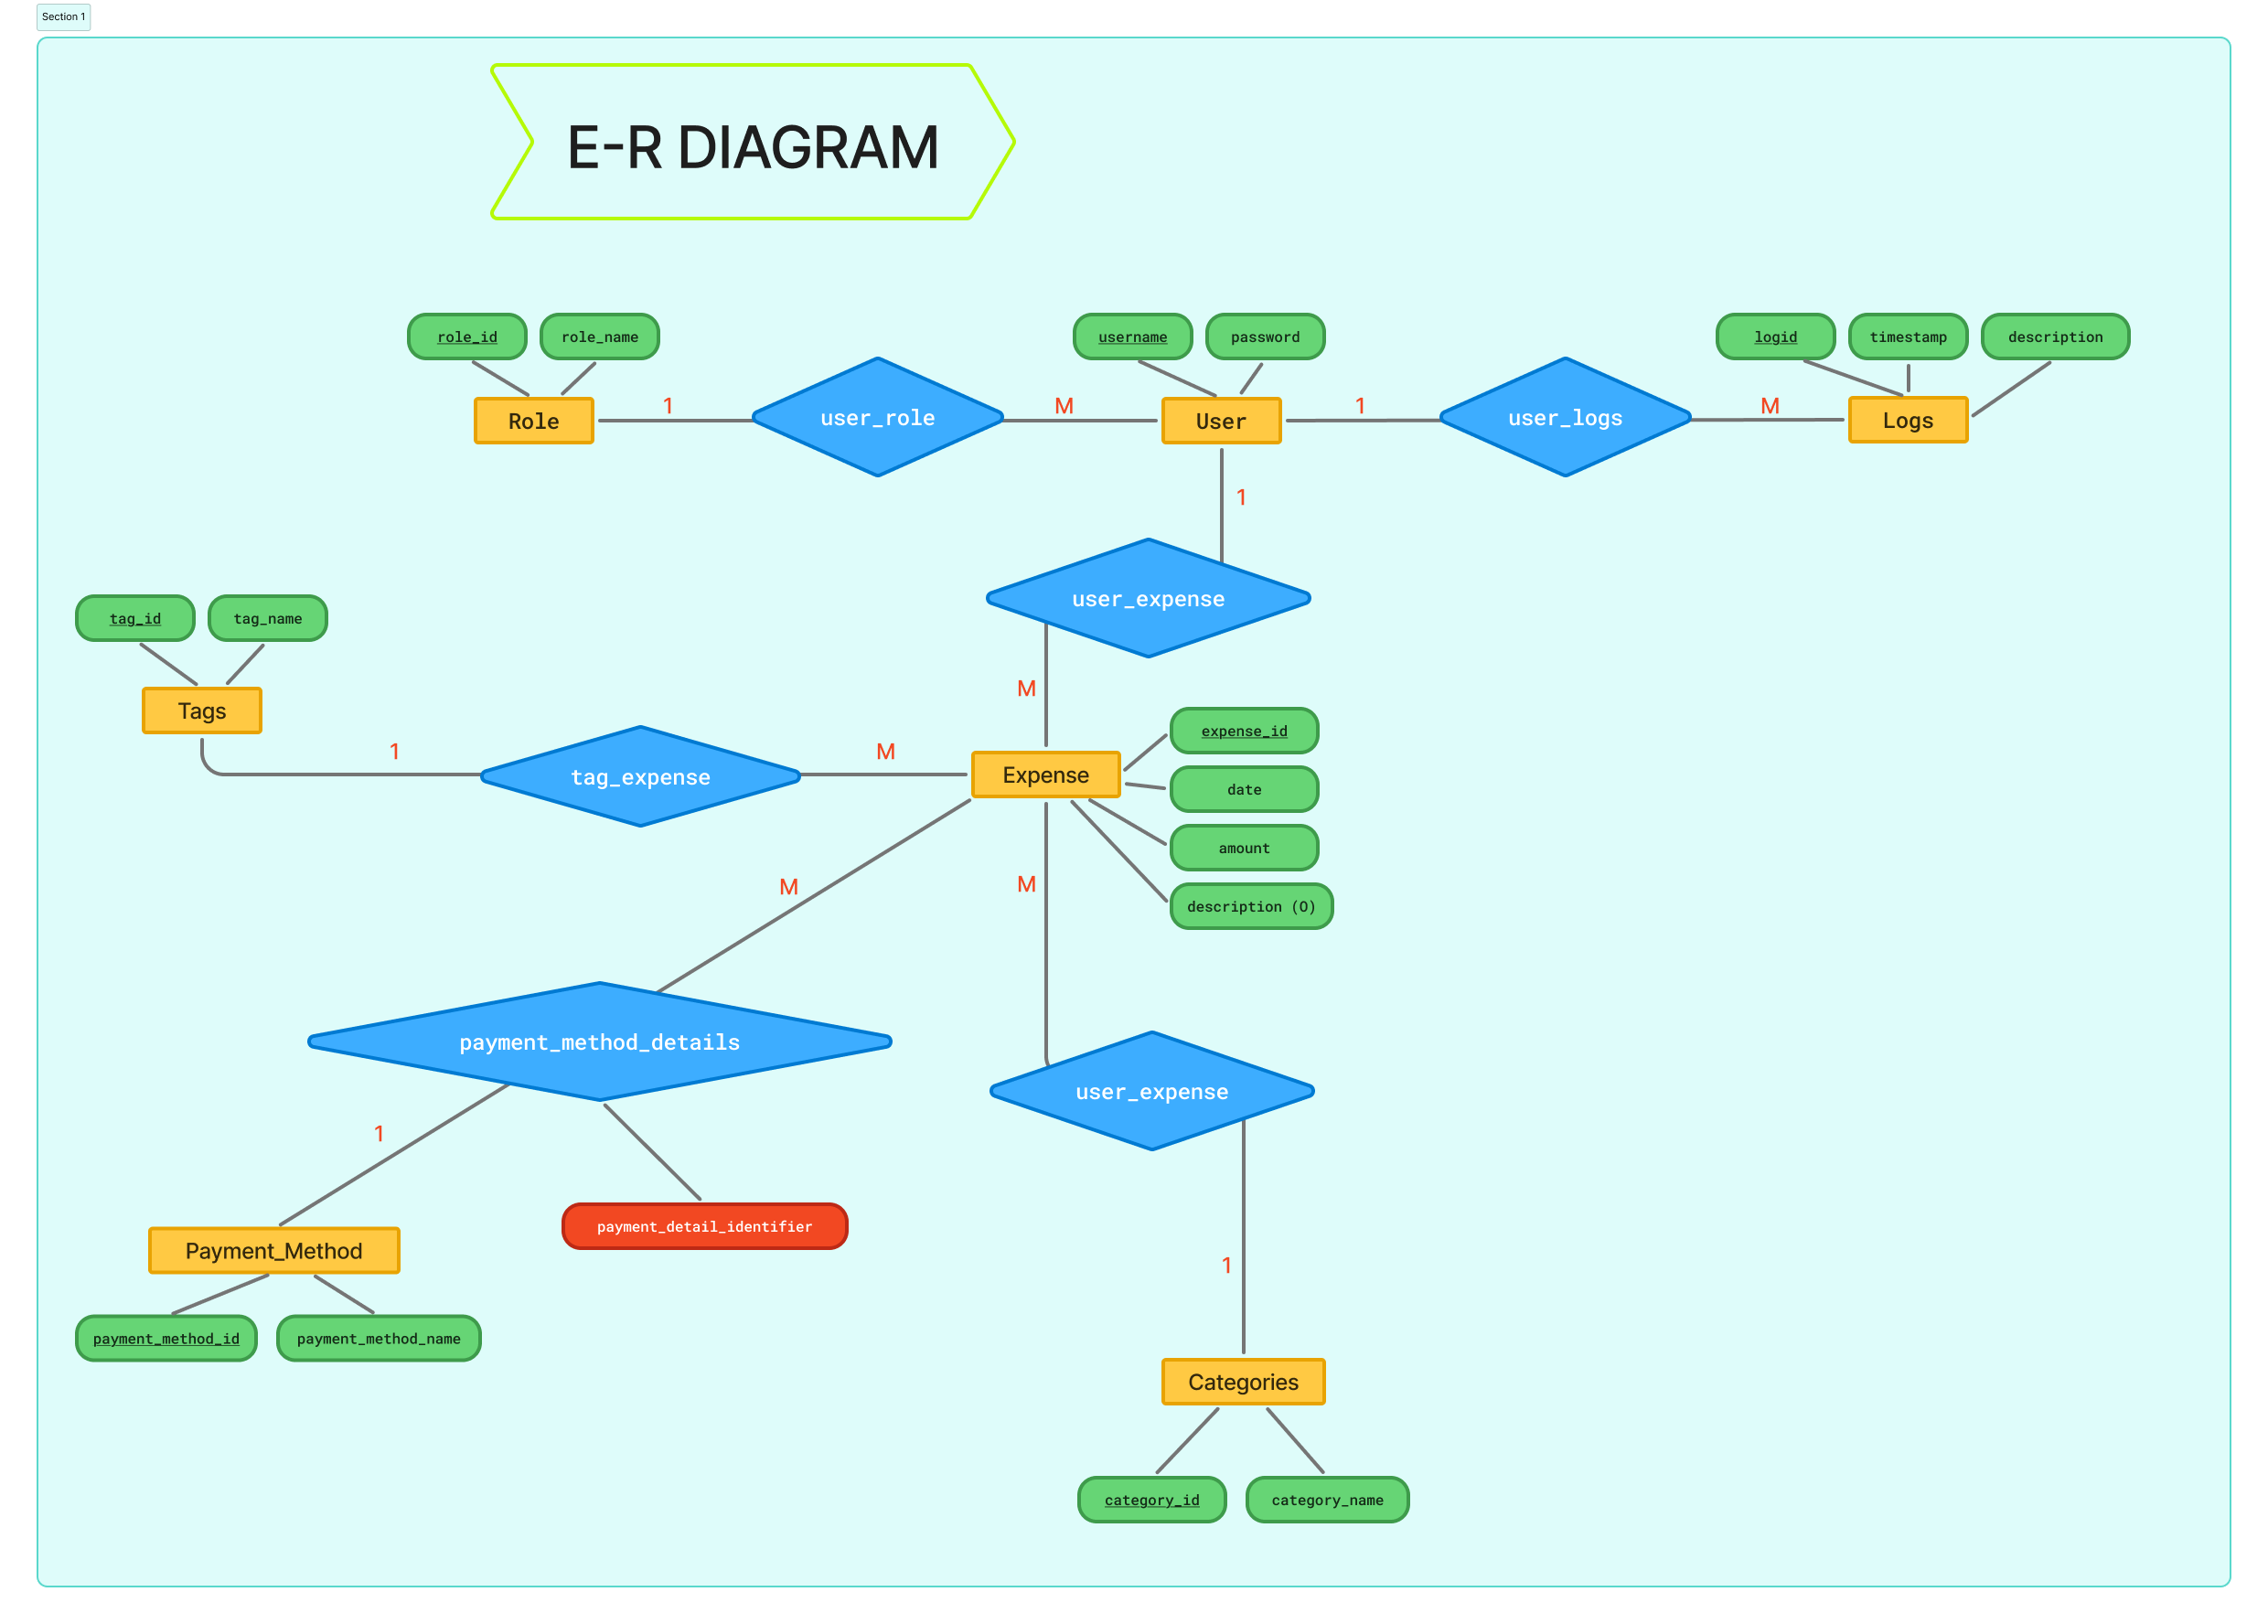 Section 1
E-R DIAGRAM
role_id
role_name
username
password
logid
timestamp
description
Role
1
user_role
M
User
1
user_logs
M
Logs
1
user_expense
tag_id
tag_name
M
Tags
expense_id
1
M
tag_expense
Expense
date
amount
M
M
description (O)
payment_method_details
user_expense
1
payment_detail_identifier
Payment_Method
1
payment_method_id
payment_method_name
Categories
category_id
category_name